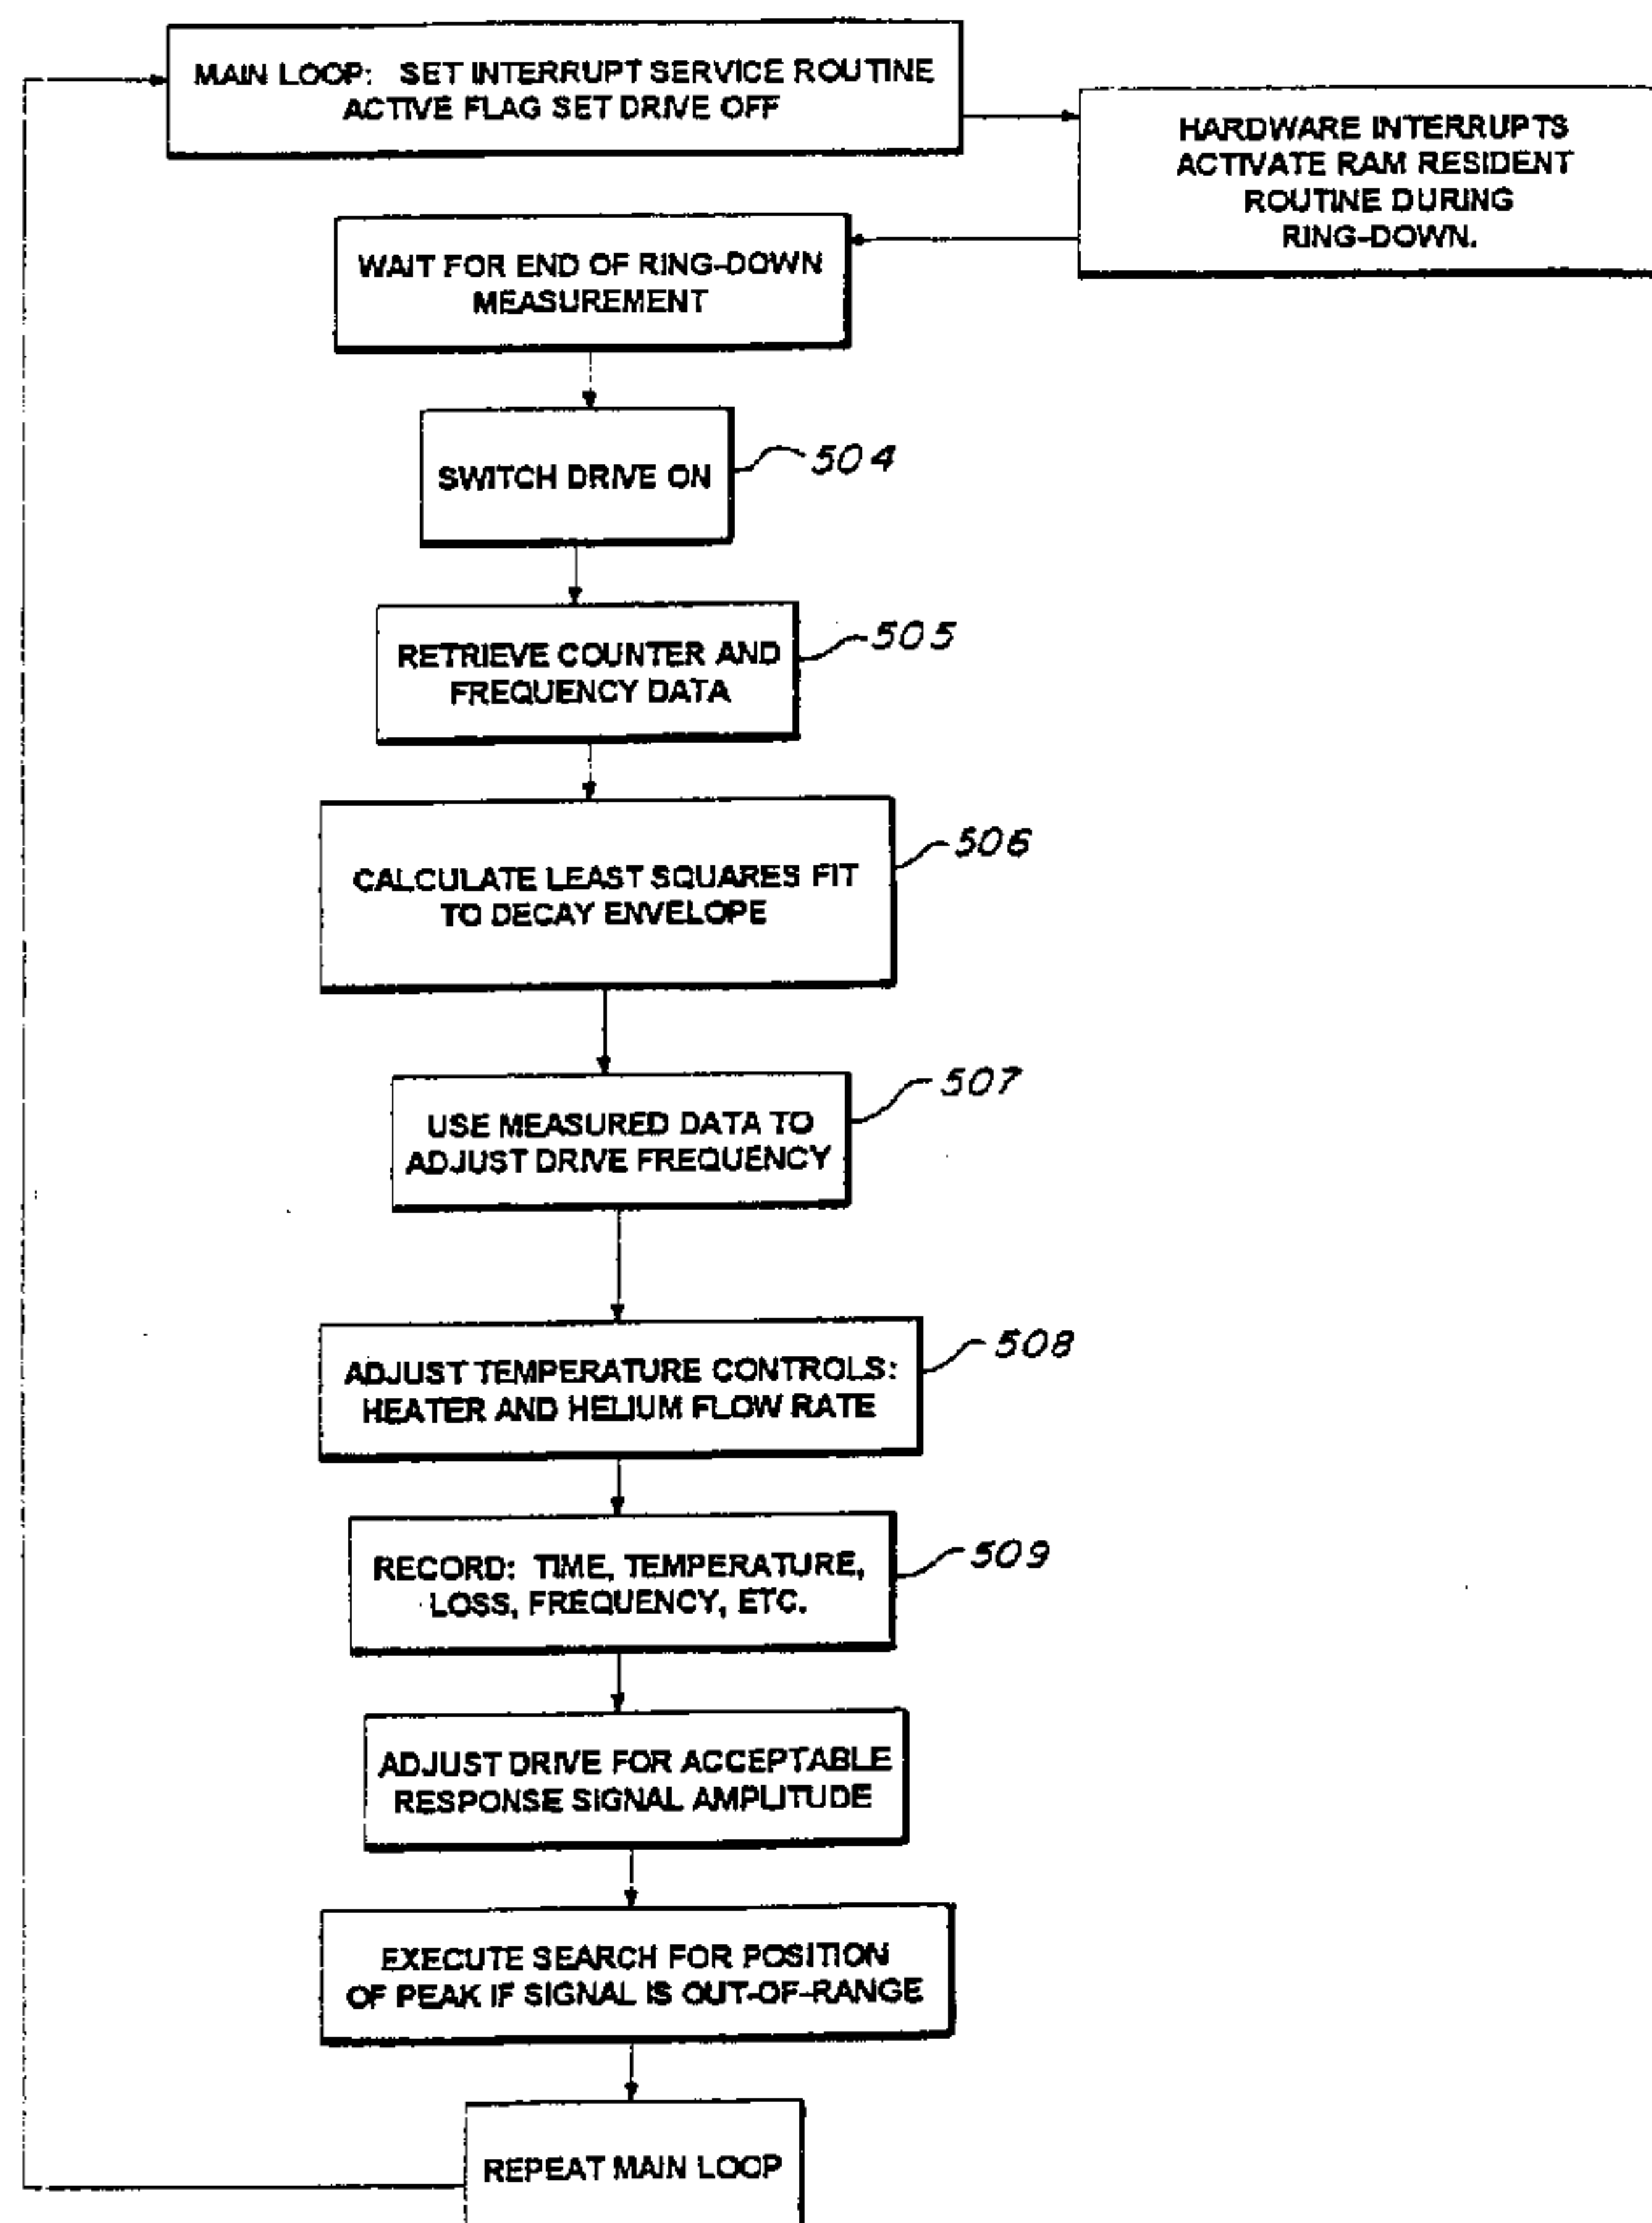 MAIN LOOP: SET INTERRUPT SERVICE ROUTINE
ACTIVE FLAG SET DRIVE OFF
HARDWARE INTERRUPTS
ACTIVATE RAM RESIDENT
ROUTINE DURING
RING-DOWN.
WAIT FOR END OF RING-DOWN
MEASUREMENT
SWITCH DRIVE ON
504
RETRIEVE COUNTER AND
FREQUENCY DATA
505
CALCULATE LEAST SQUARES FIT
TO DECAY ENVELOPE
506
USE MEASURED DATA TO
ADJUST DRIVE FREQUENCY
507
ADJUST TEMPERATURE CONTROLS:
HEATER AND HELIUM FLOW RATE
508
RECORD: TIME, TEMPERATURE,
LOSS, FREQUENCY, ETC.
509
ADJUST DRIVE FOR ACCEPTABLE
RESPONSE SIGNAL AMPLITUDE
EXECUTE SEARCH FOR POSITION
OF PEAK IF SIGNAL IS OUT-OF-RANGE
REPEAT MAIN LOOP